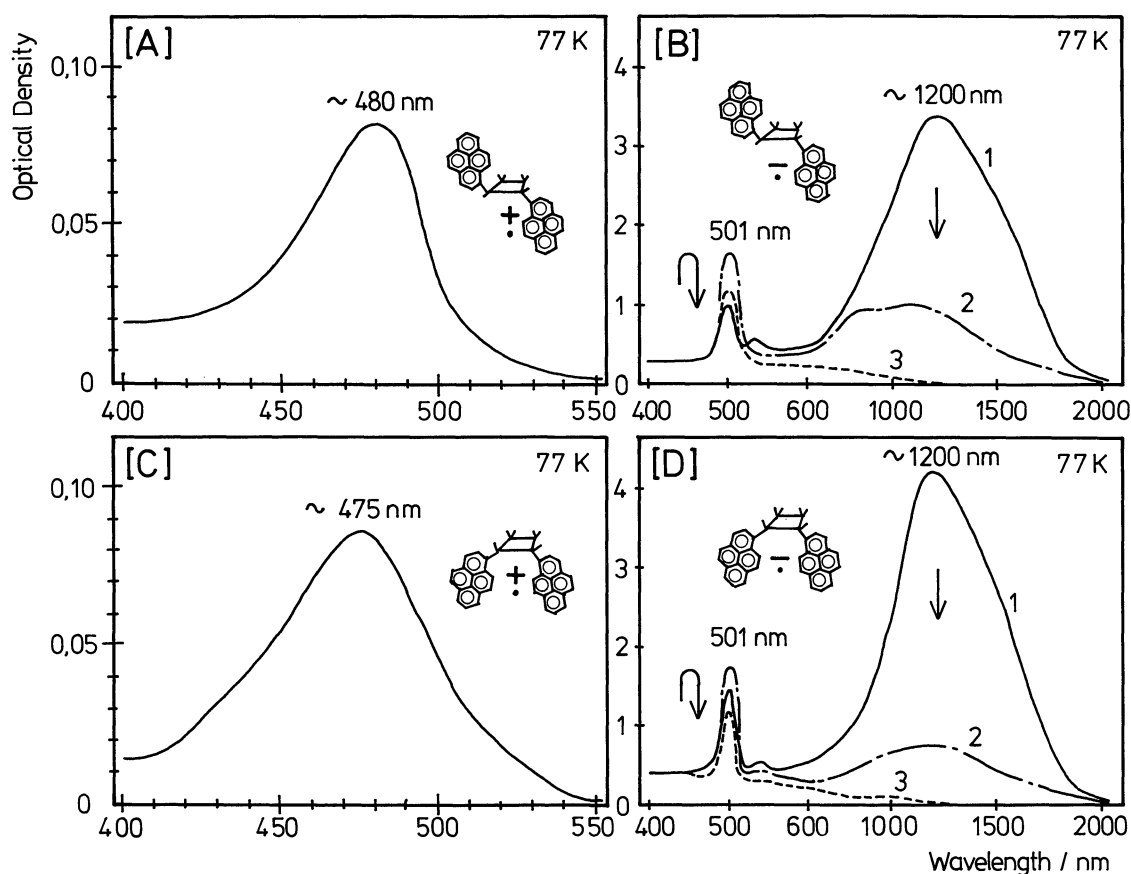 Optical Density
[A]
77 K
0,10
0,05
0
~ 480 nm
+
•
400 450 500 550
[B]
77 K
4
3
2
1
0
~ 1200 nm
501 nm
1
2
3
−
•
400 500 600 1000 1500 2000
[C]
77 K
0,10
0,05
0
~ 475 nm
+
•
400 450 500 550
[D]
77 K
4
3
2
1
0
~ 1200 nm
501 nm
1
2
3
−
•
400 500 600 1000 1500 2000
Wavelength / nm